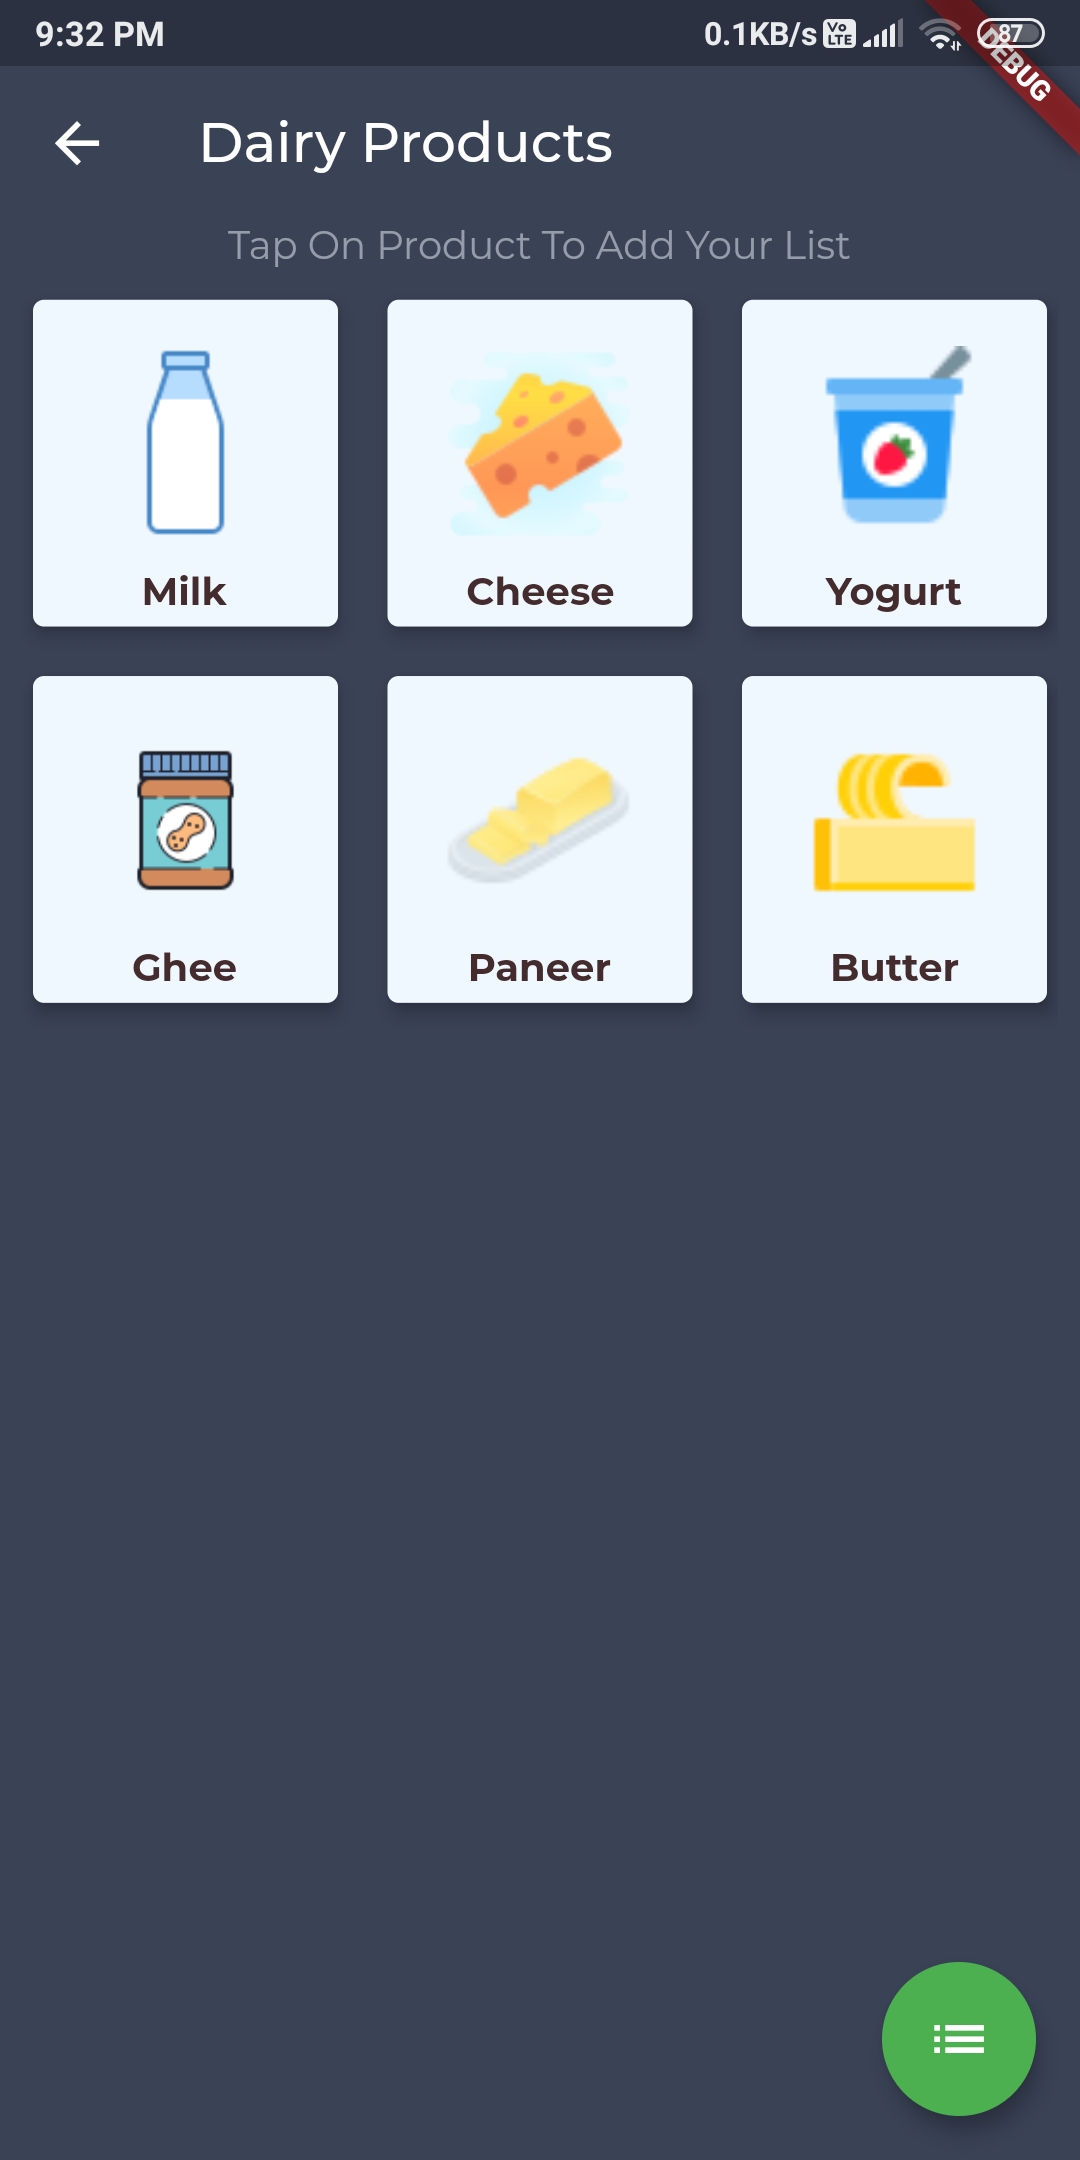 9:32 PM 0.1KB/s Vo LTE 87
DEBUG
Dairy Products
Tap On Product To Add Your List
Milk Cheese Yogurt
Ghee Paneer Butter